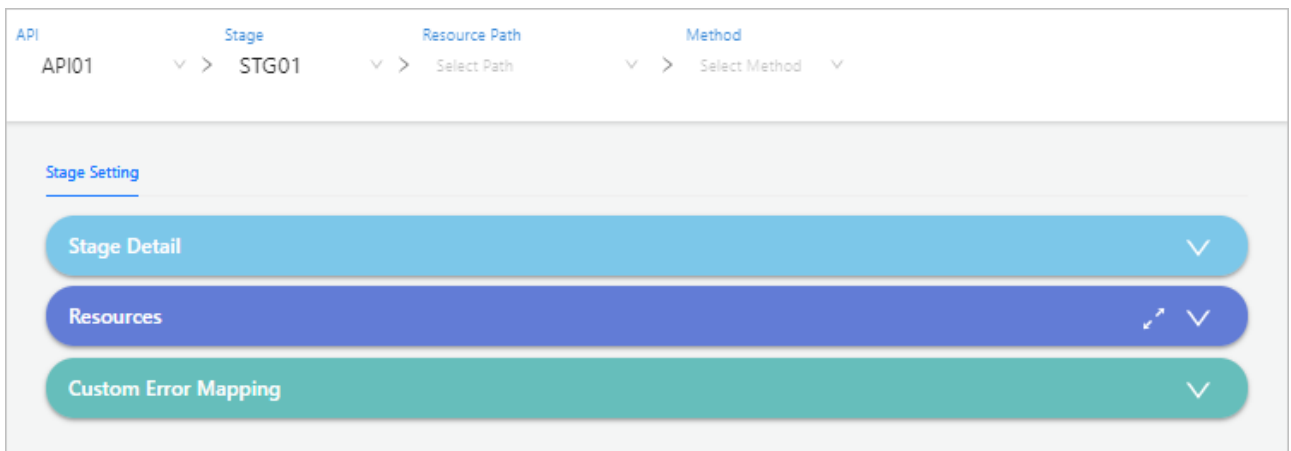 API Stage Resource Path Method
API01 > STG01 > Select Path > Select Method
Stage Setting
Stage Detail
Resources
Custom Error Mapping